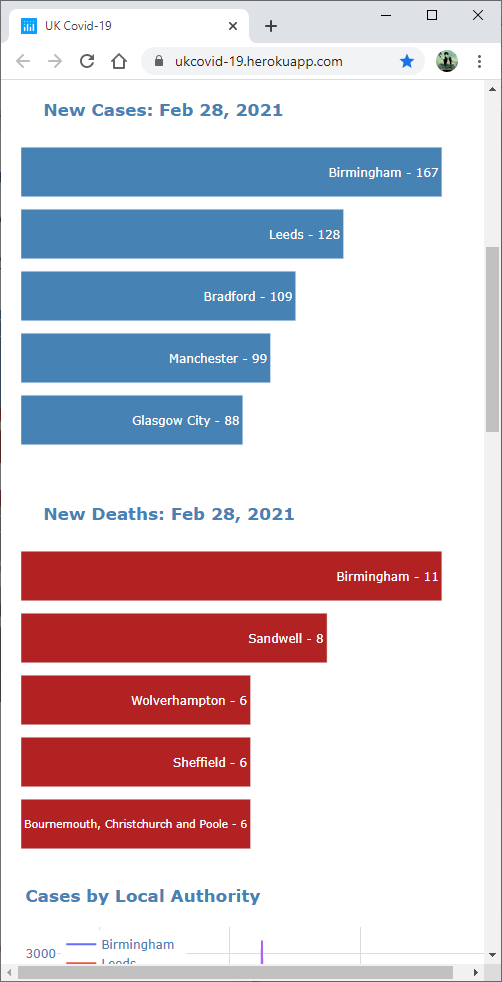 UK Covid-19
ukcovid-19.herokuapp.com
New Cases: Feb 28, 2021
Birmingham - 167
Leeds - 128
Bradford - 109
Manchester - 99
Glasgow City - 88
New Deaths: Feb 28, 2021
Birmingham - 11
Sandwell - 8
Wolverhampton - 6
Sheffield - 6
Bournemouth, Christchurch and Poole - 6
Cases by Local Authority
Birmingham
3000
Leeds